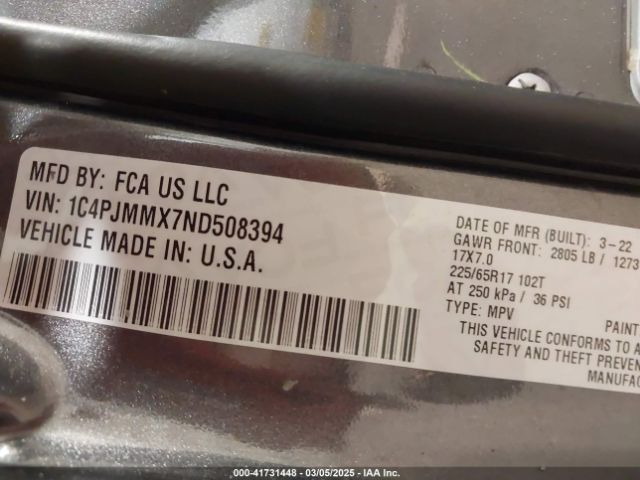 MFD BY: FCA US LLC
VIN: 1C4PJMMX7ND508394
VEHICLE MADE IN: U.S.A.
DATE OF MFR (BUILT): 3-22
GAWR FRONT: 2805 LB / 1273
17X7.0
225/65R17 102T
AT 250 kPa / 36 PSI
TYPE: MPV
PAINT
THIS VEHICLE CONFORMS TO A
SAFETY AND THEFT PREVEN
MANUFAC
000-41731448 - 03/05/2025 - IAA Inc.